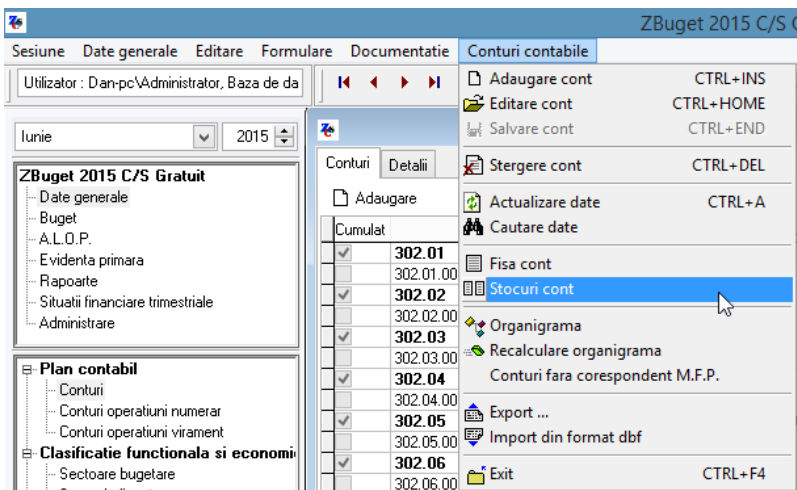 ZBuget 2015 C/S
Sesiune Date generale Editare Formulare Documentatie Conturi contabile
Utilizator : Dan-pc\Administrator, Baza de da
Iunie 2015
ZBuget 2015 C/S Gratuit
Date generale
Buget
A.L.O.P.
Evidenta primara
Rapoarte
Situatii financiare trimestriale
Administrare
Plan contabil
Conturi
Conturi operatiuni numerar
Conturi operatiuni virament
Clasificatie functionala si economi
Sectoare bugetare
Conturi Detalii
Adaugare
Cumulat
302.01
302.01.00
302.02
302.02.00
302.03
302.03.00
302.04
302.04.00
302.05
302.05.00
302.06
302.06.00
Adaugare cont CTRL+INS
Editare cont CTRL+HOME
Salvare cont CTRL+END
Stergere cont CTRL+DEL
Actualizare date CTRL+A
Cautare date
Fisa cont
Stocuri cont
Organigrama
Recalculare organigrama
Conturi fara corespondent M.F.P.
Export ...
Import din format dbf
Exit CTRL+F4